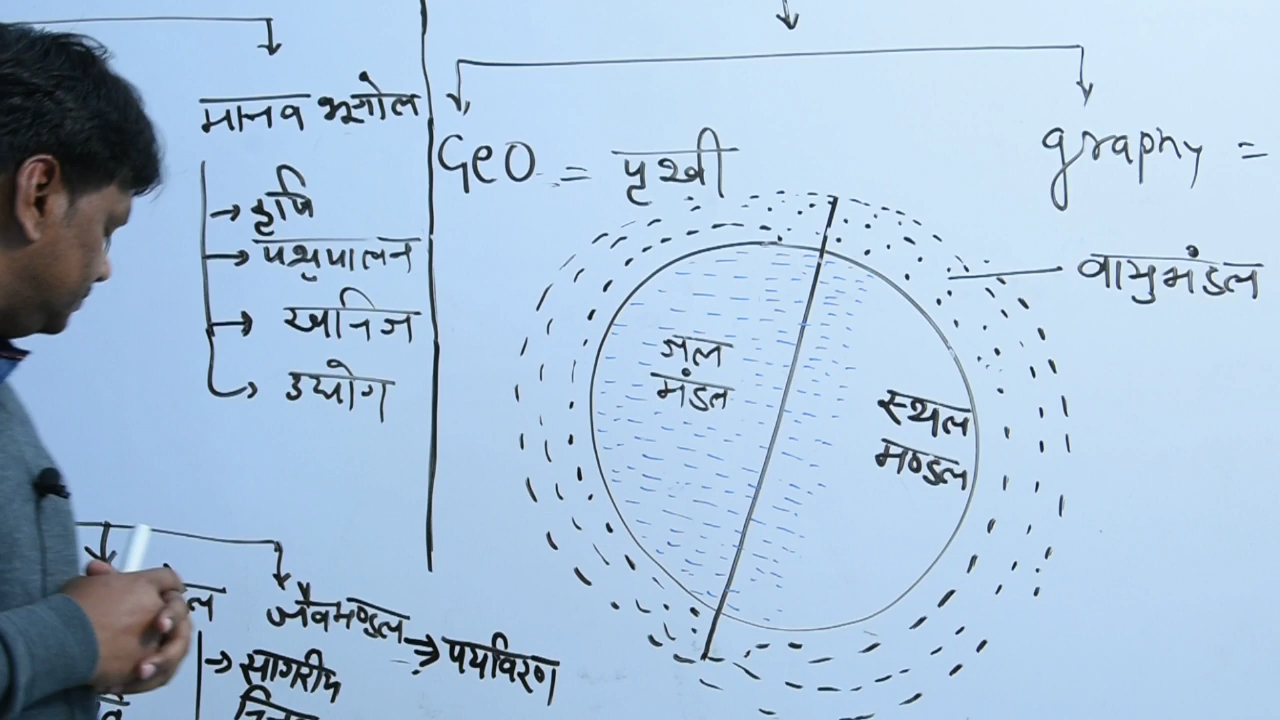 मानव भूगोल
कृषि
पशुपालन
खनिज
उद्योग
Geo = पृथ्वी
graphy =
वायुमंडल
जल
मंडल
स्थल
मण्डल
जैवमण्डल → पर्यावरण
सागरीय